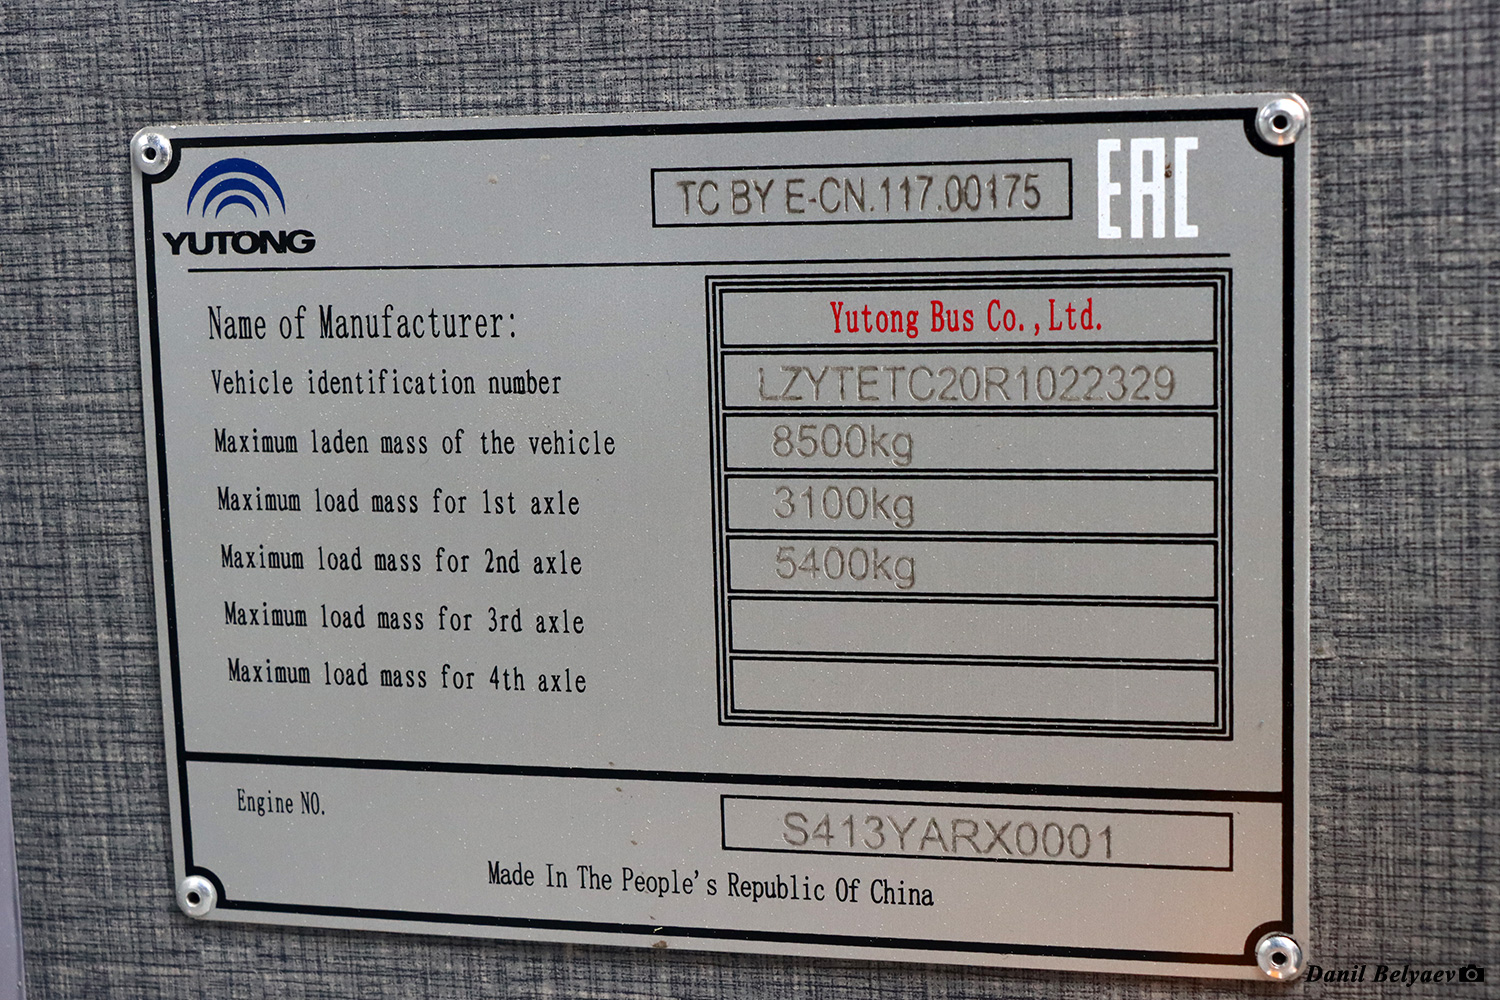 YUTONG
TC BY E-CN.117.00175
EAC
Name of Manufacturer: Yutong Bus Co.,Ltd.
Vehicle identification number LZYTETC20R1022329
Maximum laden mass of the vehicle 8500kg
Maximum load mass for 1st axle 3100kg
Maximum load mass for 2nd axle 5400kg
Maximum load mass for 3rd axle
Maximum load mass for 4th axle
Engine NO. S413YARX0001
Made In The People's Republic Of China
Danil Belyaev